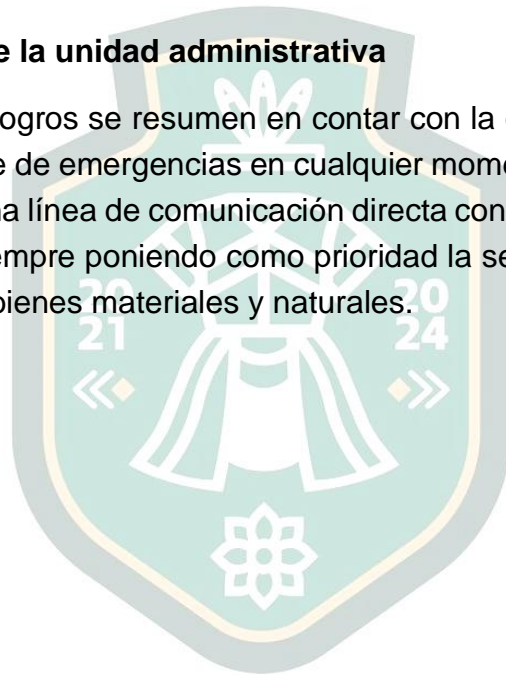 e la unidad administrativa
ogros se resumen en contar con la
e de emergencias en cualquier mome
na línea de comunicación directa con
empre poniendo como prioridad la se
bienes materiales y naturales.
20 20
21 24